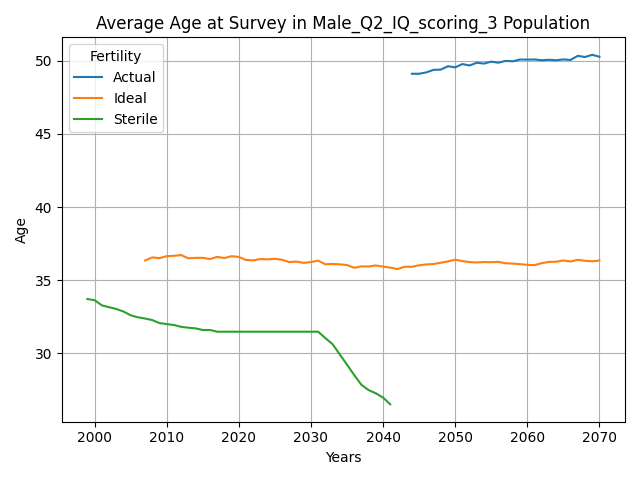 Average Age at Survey in Male_Q2_IQ_scoring_3 Population
Fertility
Actual
Ideal
Sterile
Age
50
45
40
35
30
2000 2010 2020 2030 2040 2050 2060 2070
Years